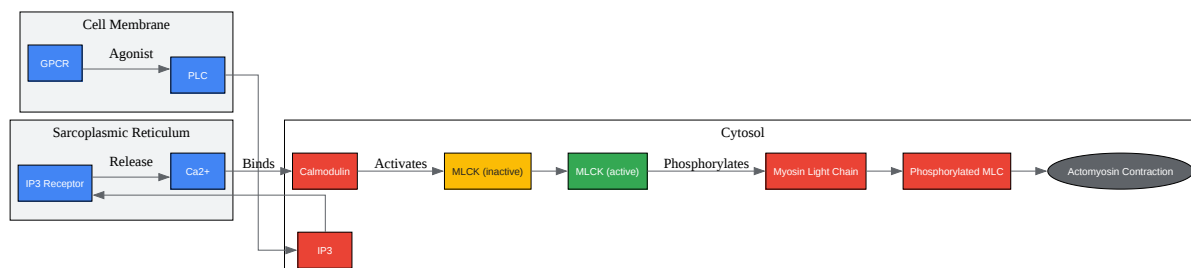 Cell Membrane
GPCR
Agonist
PLC
Sarcoplasmic Reticulum
IP3 Receptor
Release
Ca2+
Binds
Cytosol
Calmodulin
Activates
MLCK (inactive)
MLCK (active)
Phosphorylates
Myosin Light Chain
Phosphorylated MLC
Actomyosin Contraction
IP3